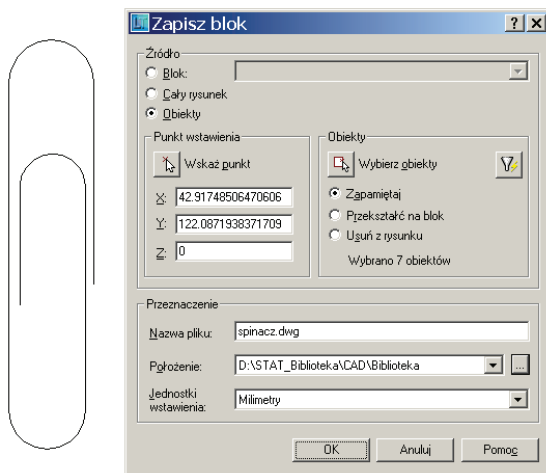 Zapisz blok
Źródło
Blok:
Cały rysunek
Obiekty
Punkt wstawienia
Wskaż punkt
X: 42.91748506470606
Y: 122.0871938371709
Z: 0
Obiekty
Wybierz obiekty
Zapamiętaj
Przekształć na blok
Usuń z rysunku
Wybrano 7 obiektów
Przeznaczenie
Nazwa pliku: spinacz.dwg
Położenie: D:\STAT_Biblioteka\CAD\Biblioteka ...
Jednostki
wstawienia: Milimetry
OK Anuluj Pomoc